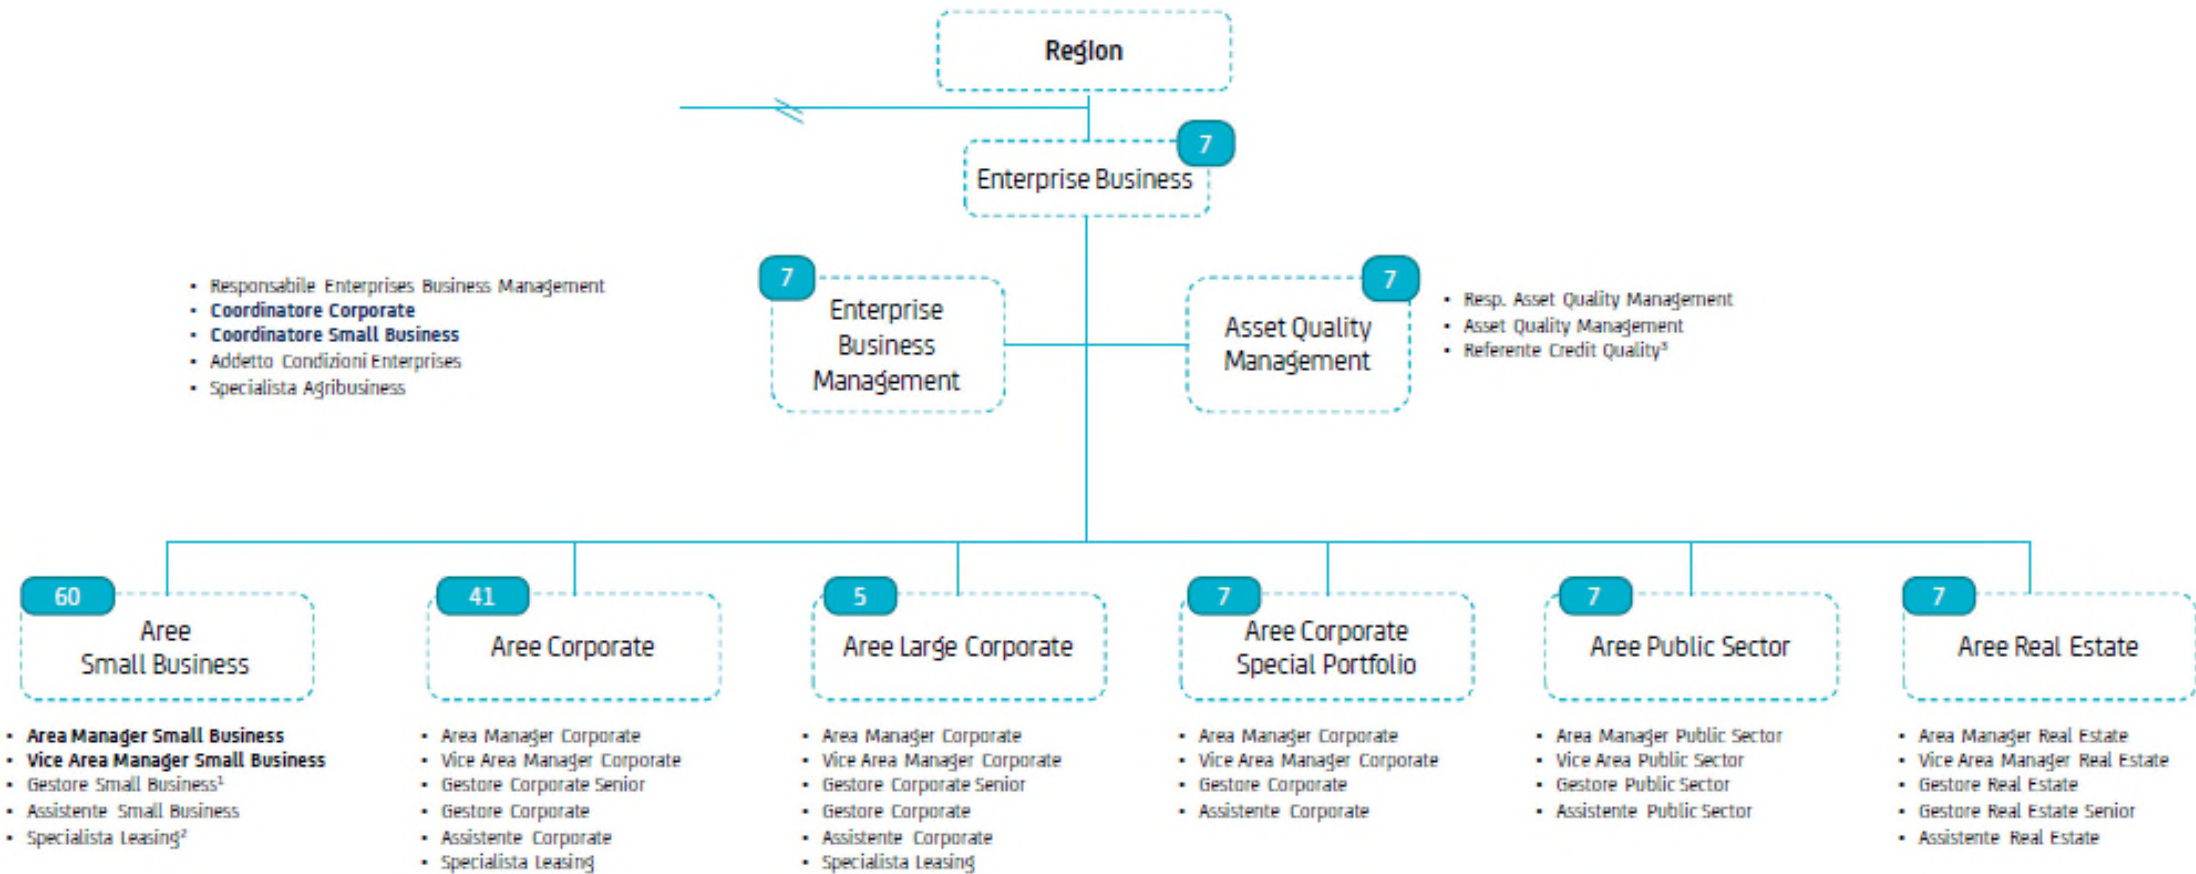 Region
7
Enterprise Business
7
Enterprise
Business
Management
• Responsabile Enterprises Business Management
• Coordinatore Corporate
• Coordinatore Small Business
• Addetto Condizioni Enterprises
• Specialista Agribusiness
7
Asset Quality
Management
• Resp. Asset Quality Management
• Asset Quality Management
• Referente Credit Quality³
60
Aree
Small Business
• Area Manager Small Business
• Vice Area Manager Small Business
• Gestore Small Business¹
• Assistente Small Business
• Specialista Leasing²
41
Aree Corporate
• Area Manager Corporate
• Vice Area Manager Corporate
• Gestore Corporate Senior
• Gestore Corporate
• Assistente Corporate
• Specialista Leasing
5
Aree Large Corporate
• Area Manager Corporate
• Vice Area Manager Corporate
• Gestore Corporate Senior
• Gestore Corporate
• Assistente Corporate
• Specialista Leasing
7
Aree Corporate
Special Portfolio
• Area Manager Corporate
• Vice Area Manager Corporate
• Gestore Corporate
• Assistente Corporate
7
Aree Public Sector
• Area Manager Public Sector
• Vice Area Public Sector
• Gestore Public Sector
• Assistente Public Sector
7
Aree Real Estate
• Area Manager Real Estate
• Vice Area Manager Real Estate
• Gestore Real Estate
• Gestore Real Estate Senior
• Assistente Real Estate